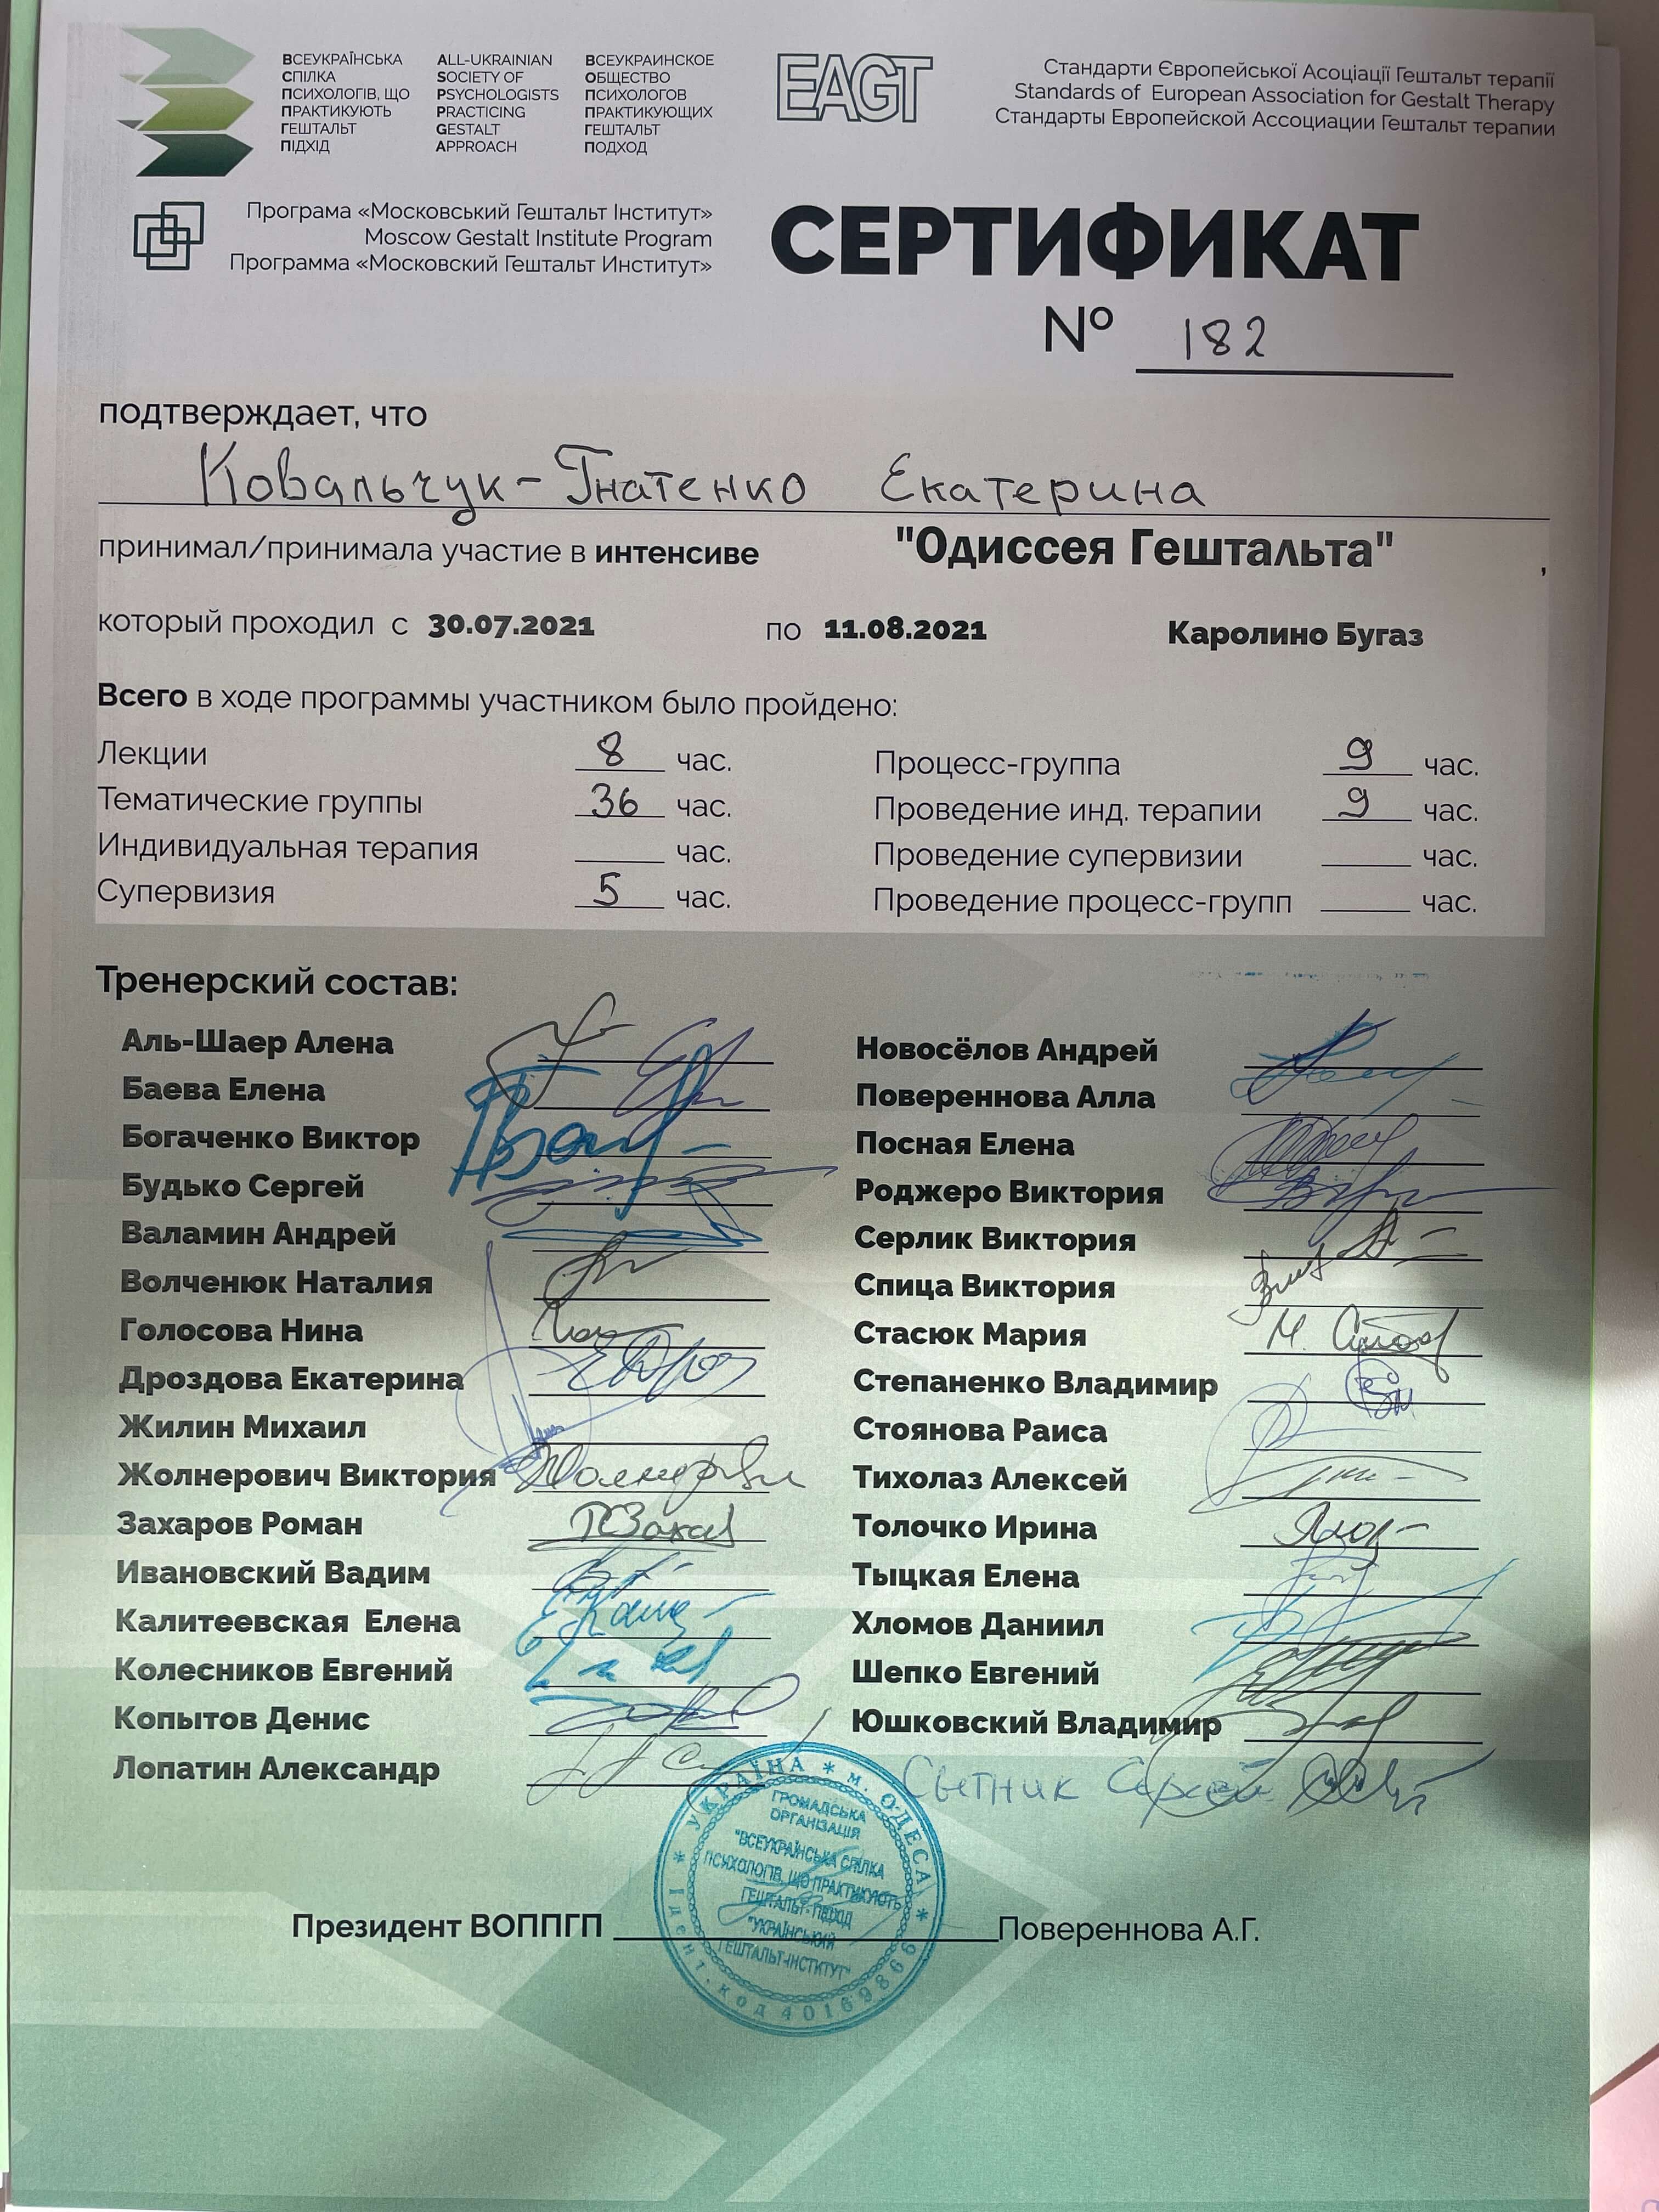 ВСЕУКРАЇНСЬКА
СПІЛКА
ПСИХОЛОГІВ, ЩО
ПРАКТИКУЮТЬ
ГЕШТАЛЬТ
ПІДХІД
ALL-UKRAINIAN
SOCIETY OF
PSYCHOLOGISTS
PRACTICING
GESTALT
APPROACH
ВСЕУКРАИНСКОЕ
ОБЩЕСТВО
ПСИХОЛОГОВ
ПРАКТИКУЮЩИХ
ГЕШТАЛЬТ
ПОДХОД
EAGT
Стандарти Європейської Асоціації Гештальт терапії
Standards of European Association for Gestalt Therapy
Стандарты Европейской Ассоциации Гештальт терапии
Програма «Московський Гештальт Інститут»
Moscow Gestalt Institute Program
Программа «Московский Гештальт Институт»
СЕРТИФИКАТ
№ 182
подтверждает, что
Ковальчук-Гнатенко Екатерина
принимал/принимала участие в интенсиве "Одиссея Гештальта" ,
который проходил с 30.07.2021 по 11.08.2021 Каролино Бугаз
Всего в ходе программы участником было пройдено:
Лекции 8 час. Процесс-группа 9 час.
Тематические группы 36 час. Проведение инд. терапии 9 час.
Индивидуальная терапия час. Проведение супервизии час.
Супервизия 5 час. Проведение процесс-групп час.
Тренерский состав:
Аль-Шаер Алена
Баева Елена
Богаченко Виктор
Будько Сергей
Валамин Андрей
Волченюк Наталия
Голосова Нина
Дроздова Екатерина
Жилин Михаил
Жолнерович Виктория
Захаров Роман
Ивановский Вадим
Калитеевская Елена
Колесников Евгений
Копытов Денис
Лопатин Александр
Новосёлов Андрей
Повереннова Алла
Посная Елена
Роджеро Виктория
Серлик Виктория
Спица Виктория
Стасюк Мария
Степаненко Владимир
Стоянова Раиса
Тихолаз Алексей
Толочко Ирина
Тыцкая Елена
Хломов Даниил
Шепко Евгений
Юшковский Владимир
Сытник Сергей
УКРАЇНА * м. ОДЕСА *
ГРОМАДСЬКА
ОРГАНІЗАЦІЯ
"ВСЕУКРАЇНСЬКА СПІЛКА
ПСИХОЛОГІВ, ЩО ПРАКТИКУЮТЬ
ГЕШТАЛЬТ-ПІДХІД
"УКРАЇНСЬКИЙ
ГЕШТАЛЬТ-ІНСТИТУТ"
Ідент. код 40169866
Президент ВОППГП Повереннова А.Г.